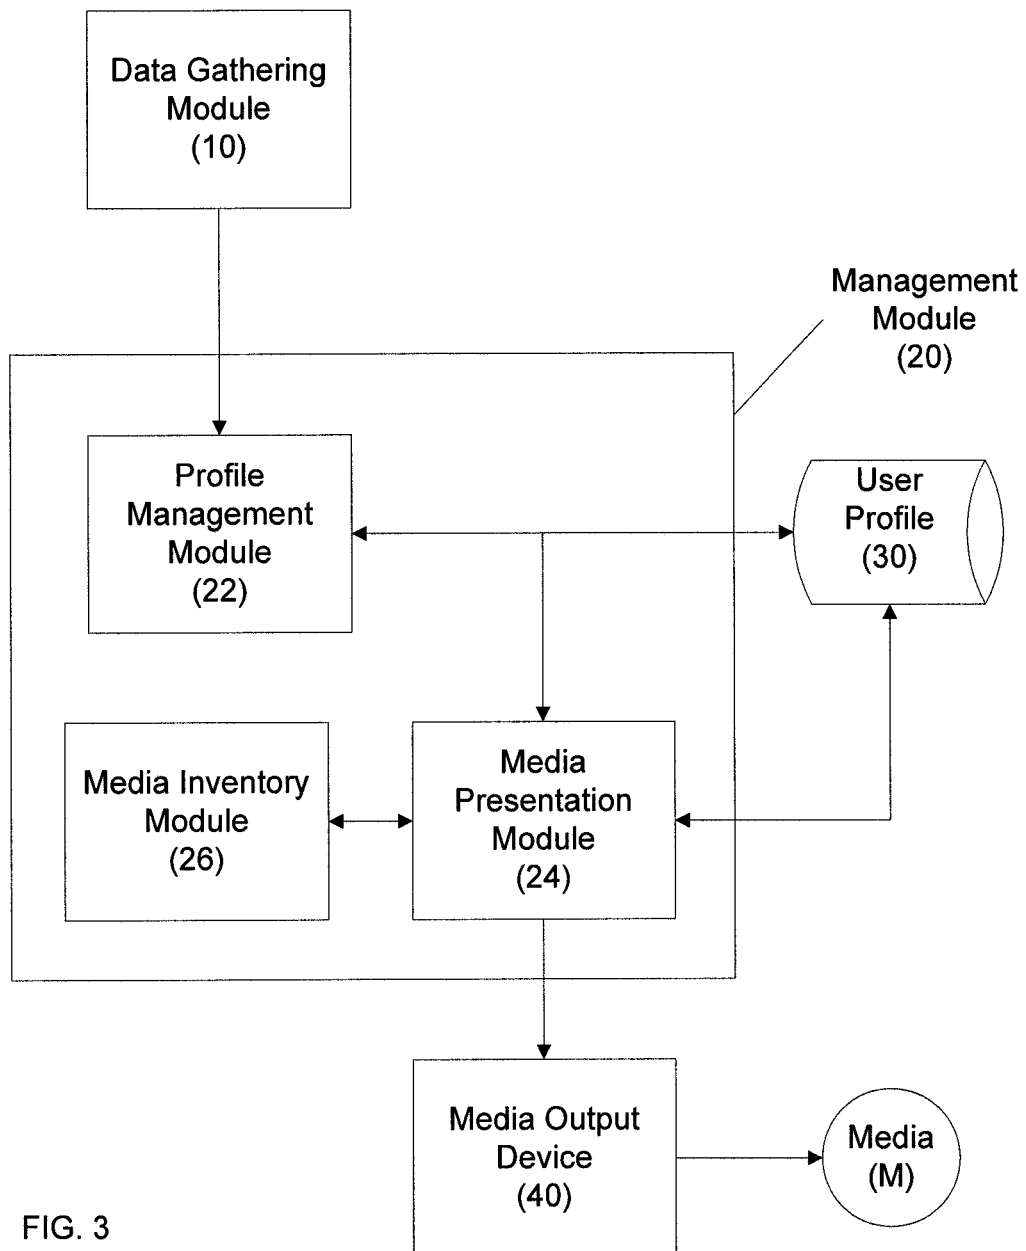 Data Gathering
Module
(10)
Management
Module
(20)
Profile
Management
Module
(22)
User
Profile
(30)
Media Inventory
Module
(26)
Media
Presentation
Module
(24)
Media Output
Device
(40)
Media
(M)
FIG. 3